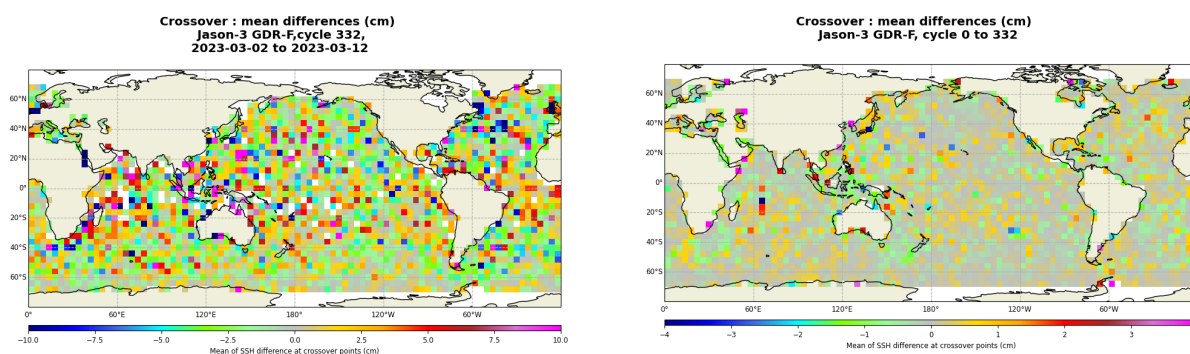 Crossover : mean differences (cm)
Jason-3 GDR-F,cycle 332,
2023-03-02 to 2023-03-12
60°N
40°N
20°N
0°
20°S
40°S
60°S
0°
60°E
120°E
180°
120°W
60°W
0°
−10.0
−7.5
−5.0
−2.5
0.0
2.5
5.0
7.5
10.0
Mean of SSH difference at crossover points (cm)
Crossover : mean differences (cm)
Jason-3 GDR-F, cycle 0 to 332
60°N
40°N
20°N
0°
20°S
40°S
60°S
0°
60°E
120°E
180°
120°W
60°W
−4
−3
−2
−1
0
1
2
3
Mean of SSH difference at crossover points (cm)